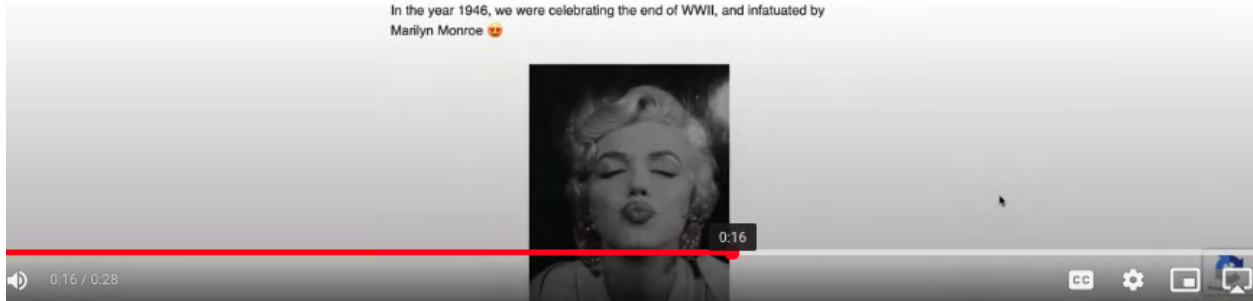 In the year 1946, we were celebrating the end of WWII, and infatuated by
Marilyn Monroe 😍
0:16
0:16 / 0:28
CC